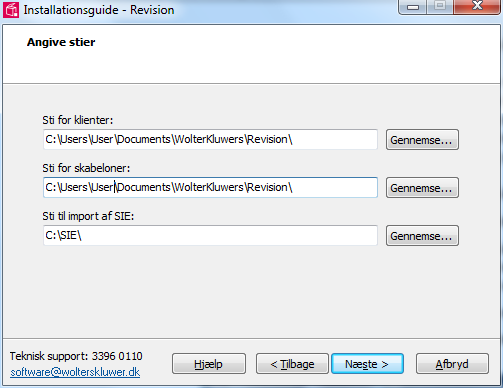 Installationsguide - Revision
Angive stier
Sti for klienter:
C:\Users\User\Documents\WolterKluwers\Revision\
Gennemse...
Sti for skabeloner:
C:\Users\User\Documents\WolterKluwers\Revision\
Gennemse...
Sti til import af SIE:
C:\SIE\
Gennemse...
Teknisk support: 3396 0110
software@wolterskluwer.dk
Hjælp
< Tilbage
Næste >
Afbryd